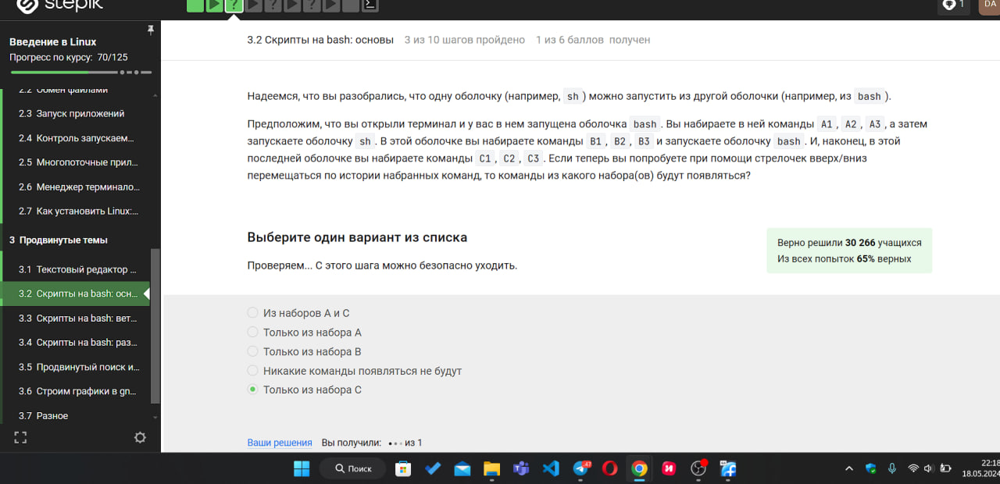 stepik
1
DA
Введение в Linux
Прогресс по курсу: 70/125
2.2 Обмен файлами
2.3 Запуск приложений
2.4 Контроль запускаем...
2.5 Многопоточные прил...
2.6 Менеджер терминало...
2.7 Как установить Linux:...
3 Продвинутые темы
3.1 Текстовый редактор ...
3.2 Скрипты на bash: осн...
3.3 Скрипты на bash: вет...
3.4 Скрипты на bash: раз...
3.5 Продвинутый поиск и...
3.6 Строим графики в gn...
3.7 Разное
3.2 Скрипты на bash: основы 3 из 10 шагов пройдено 1 из 6 баллов получен
Надеемся, что вы разобрались, что одну оболочку (например, sh ) можно запустить из другой оболочки (например, из bash ).
Предположим, что вы открыли терминал и у вас в нем запущена оболочка bash . Вы набираете в ней команды A1 , A2 , A3 , а затем
запускаете оболочку sh . В этой оболочке вы набираете команды B1 , B2 , B3 и запускаете оболочку bash . И, наконец, в этой
последней оболочке вы набираете команды C1 , C2 , C3 . Если теперь вы попробуете при помощи стрелочек вверх/вниз
перемещаться по истории набранных команд, то команды из какого набора(ов) будут появляться?
Выберите один вариант из списка
Проверяем... С этого шага можно безопасно уходить.
Верно решили 30 266 учащихся
Из всех попыток 65% верных
Из наборов A и C
Только из набора A
Только из набора B
Никакие команды появляться не будут
Только из набора C
Ваши решения Вы получили: ••• из 1
Поиск
47
22:18
18.05.2024